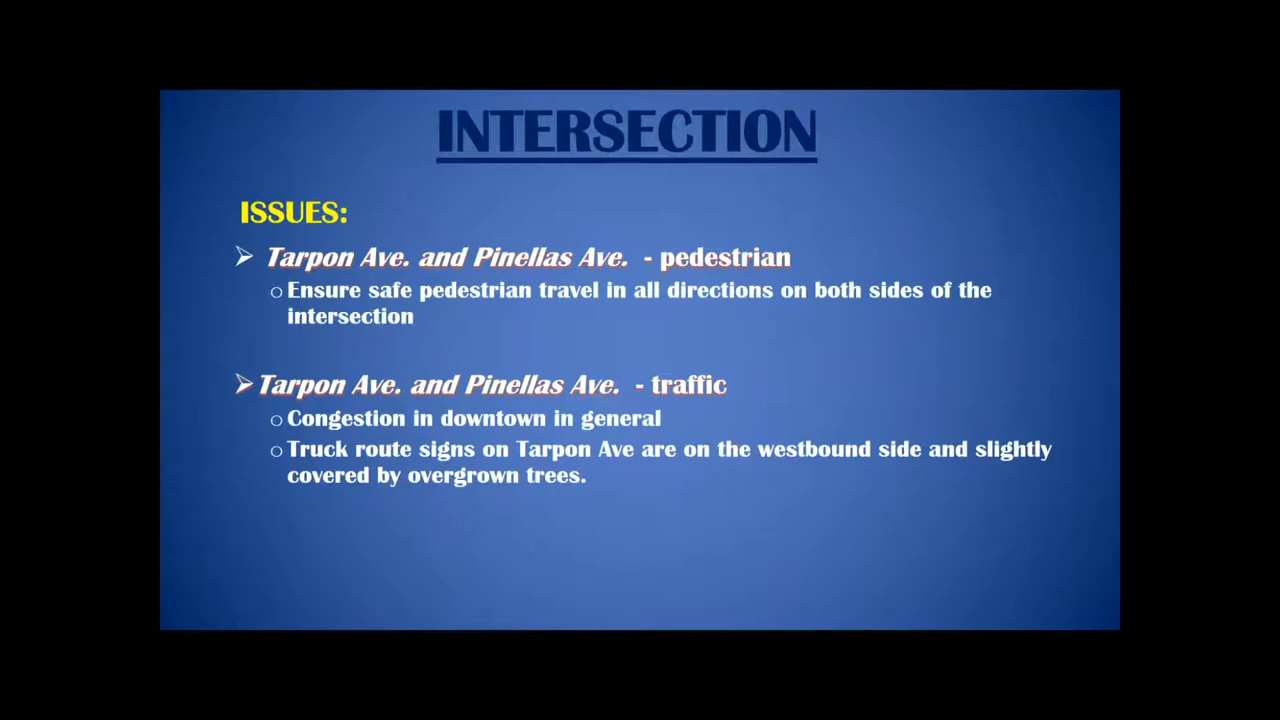 INTERSECTION
ISSUES:
➢ Tarpon Ave. and Pinellas Ave. - pedestrian
o Ensure safe pedestrian travel in all directions on both sides of the
intersection
➢ Tarpon Ave. and Pinellas Ave. - traffic
o Congestion in downtown in general
o Truck route signs on Tarpon Ave are on the westbound side and slightly
covered by overgrown trees.